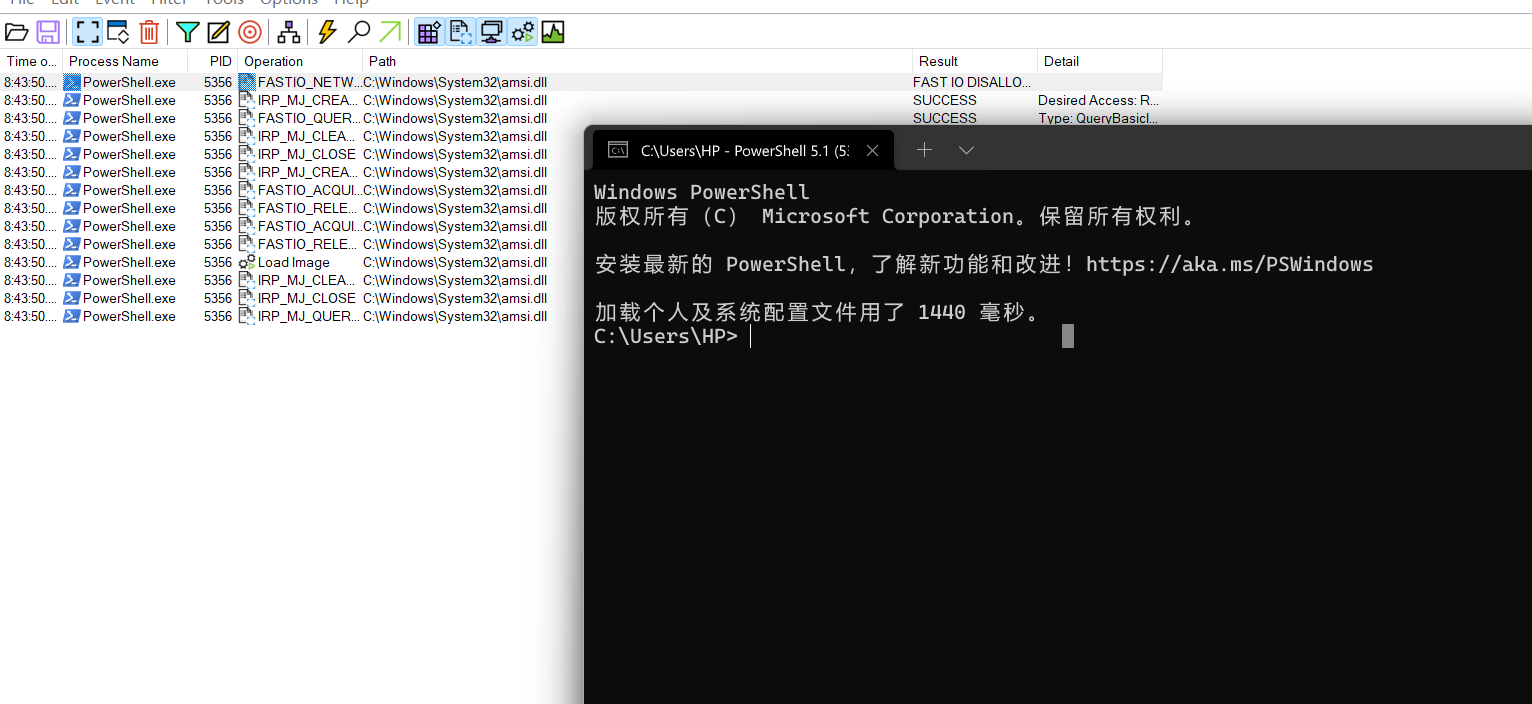 File Edit Event Filter Tools Options Help
Time o... Process Name PID Operation Path Result Detail
8:43:50.... PowerShell.exe 5356 FASTIO_NETW... C:\Windows\System32\amsi.dll FAST IO DISALLO...
8:43:50.... PowerShell.exe 5356 IRP_MJ_CREA... C:\Windows\System32\amsi.dll SUCCESS Desired Access: R...
8:43:50.... PowerShell.exe 5356 FASTIO_QUER... C:\Windows\System32\amsi.dll SUCCESS Type: QueryBasicI...
8:43:50.... PowerShell.exe 5356 IRP_MJ_CLEA... C:\Windows\System32\amsi.dll
8:43:50.... PowerShell.exe 5356 IRP_MJ_CLOSE C:\Windows\System32\amsi.dll
8:43:50.... PowerShell.exe 5356 IRP_MJ_CREA... C:\Windows\System32\amsi.dll
8:43:50.... PowerShell.exe 5356 FASTIO_ACQUI... C:\Windows\System32\amsi.dll
8:43:50.... PowerShell.exe 5356 FASTIO_RELE... C:\Windows\System32\amsi.dll
8:43:50.... PowerShell.exe 5356 FASTIO_ACQUI... C:\Windows\System32\amsi.dll
8:43:50.... PowerShell.exe 5356 FASTIO_RELE... C:\Windows\System32\amsi.dll
8:43:50.... PowerShell.exe 5356 Load Image C:\Windows\System32\amsi.dll
8:43:50.... PowerShell.exe 5356 IRP_MJ_CLEA... C:\Windows\System32\amsi.dll
8:43:50.... PowerShell.exe 5356 IRP_MJ_CLOSE C:\Windows\System32\amsi.dll
8:43:50.... PowerShell.exe 5356 IRP_MJ_QUER... C:\Windows\System32\amsi.dll
C:\Users\HP - PowerShell 5.1 (5
Windows PowerShell
版权所有 (C) Microsoft Corporation。保留所有权利。
安装最新的 PowerShell，了解新功能和改进！https://aka.ms/PSWindows
加载个人及系统配置文件用了 1440 毫秒。
C:\Users\HP>